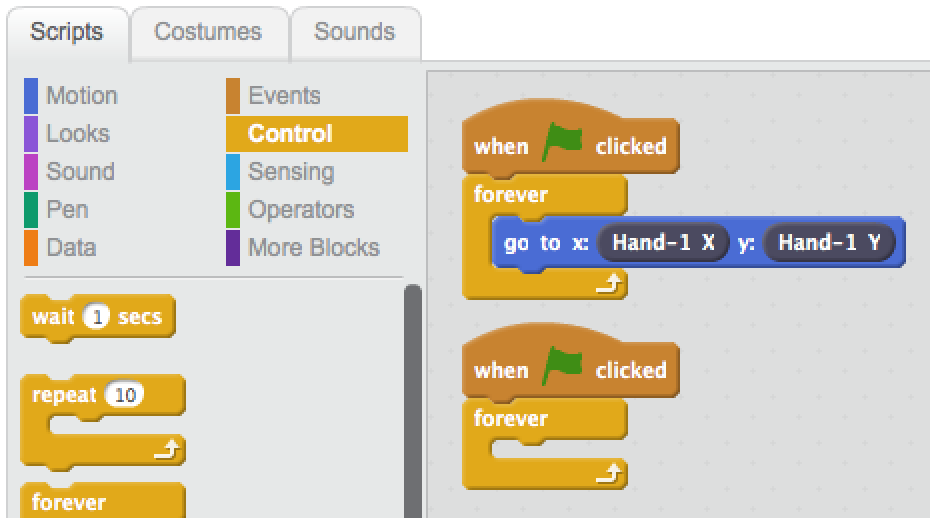 Scripts Costumes Sounds
Motion
Looks
Sound
Pen
Data
Events
Control
Sensing
Operators
More Blocks
wait 1 secs
repeat 10
forever
when clicked
forever
go to x: Hand-1 X y: Hand-1 Y
when clicked
forever